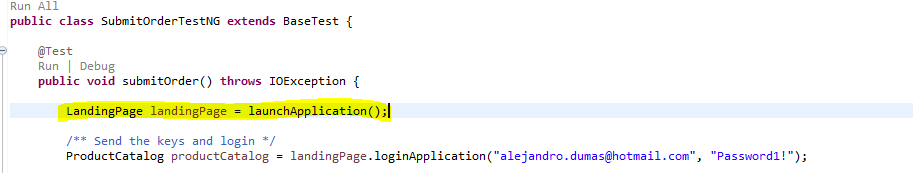 Run All
public class SubmitOrderTestNG extends BaseTest {
@Test
Run | Debug
public void submitOrder() throws IOException {
LandingPage landingPage = launchApplication();
/** Send the keys and login */
ProductCatalog productCatalog = landingPage.loginApplication("alejandro.dumas@hotmail.com", "Password1!");